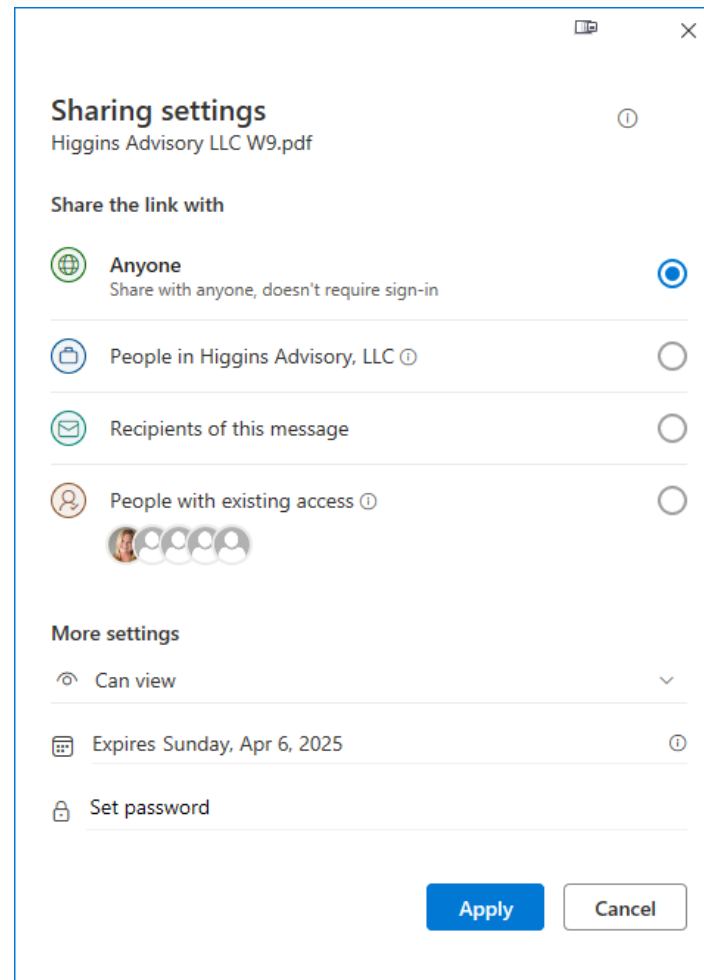 Sharing settings
Higgins Advisory LLC W9.pdf
Share the link with
Anyone
Share with anyone, doesn't require sign-in
People in Higgins Advisory, LLC
Recipients of this message
People with existing access
More settings
Can view
Expires Sunday, Apr 6, 2025
Set password
Apply
Cancel